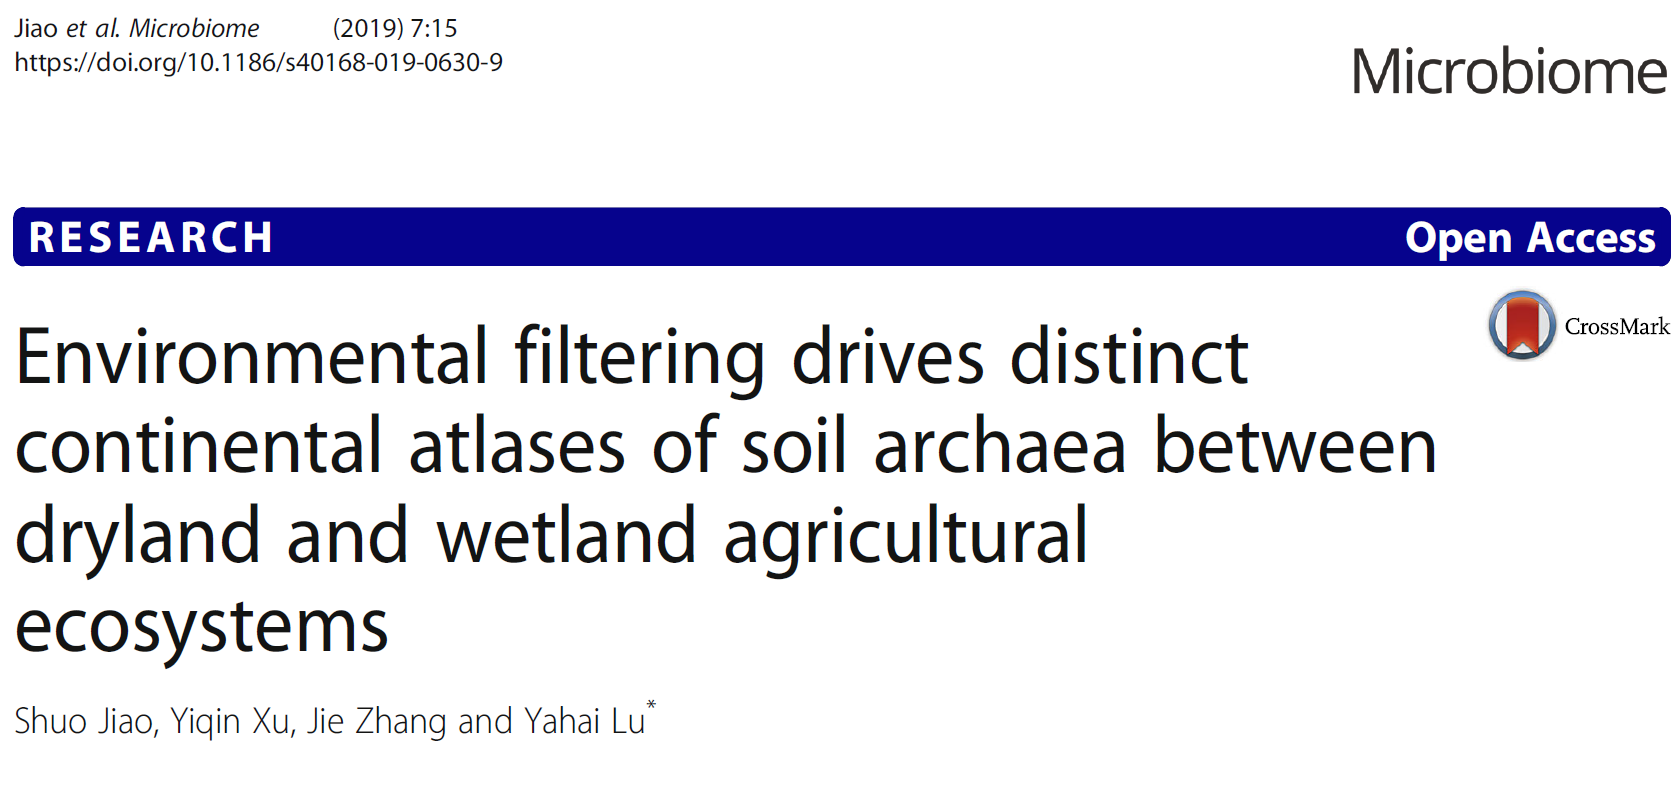 Jiao et al. Microbiome (2019) 7:15
https://doi.org/10.1186/s40168-019-0630-9
Microbiome
RESEARCH Open Access
CrossMark
Environmental filtering drives distinct
continental atlases of soil archaea between
dryland and wetland agricultural
ecosystems
Shuo Jiao, Yiqin Xu, Jie Zhang and Yahai Lu*